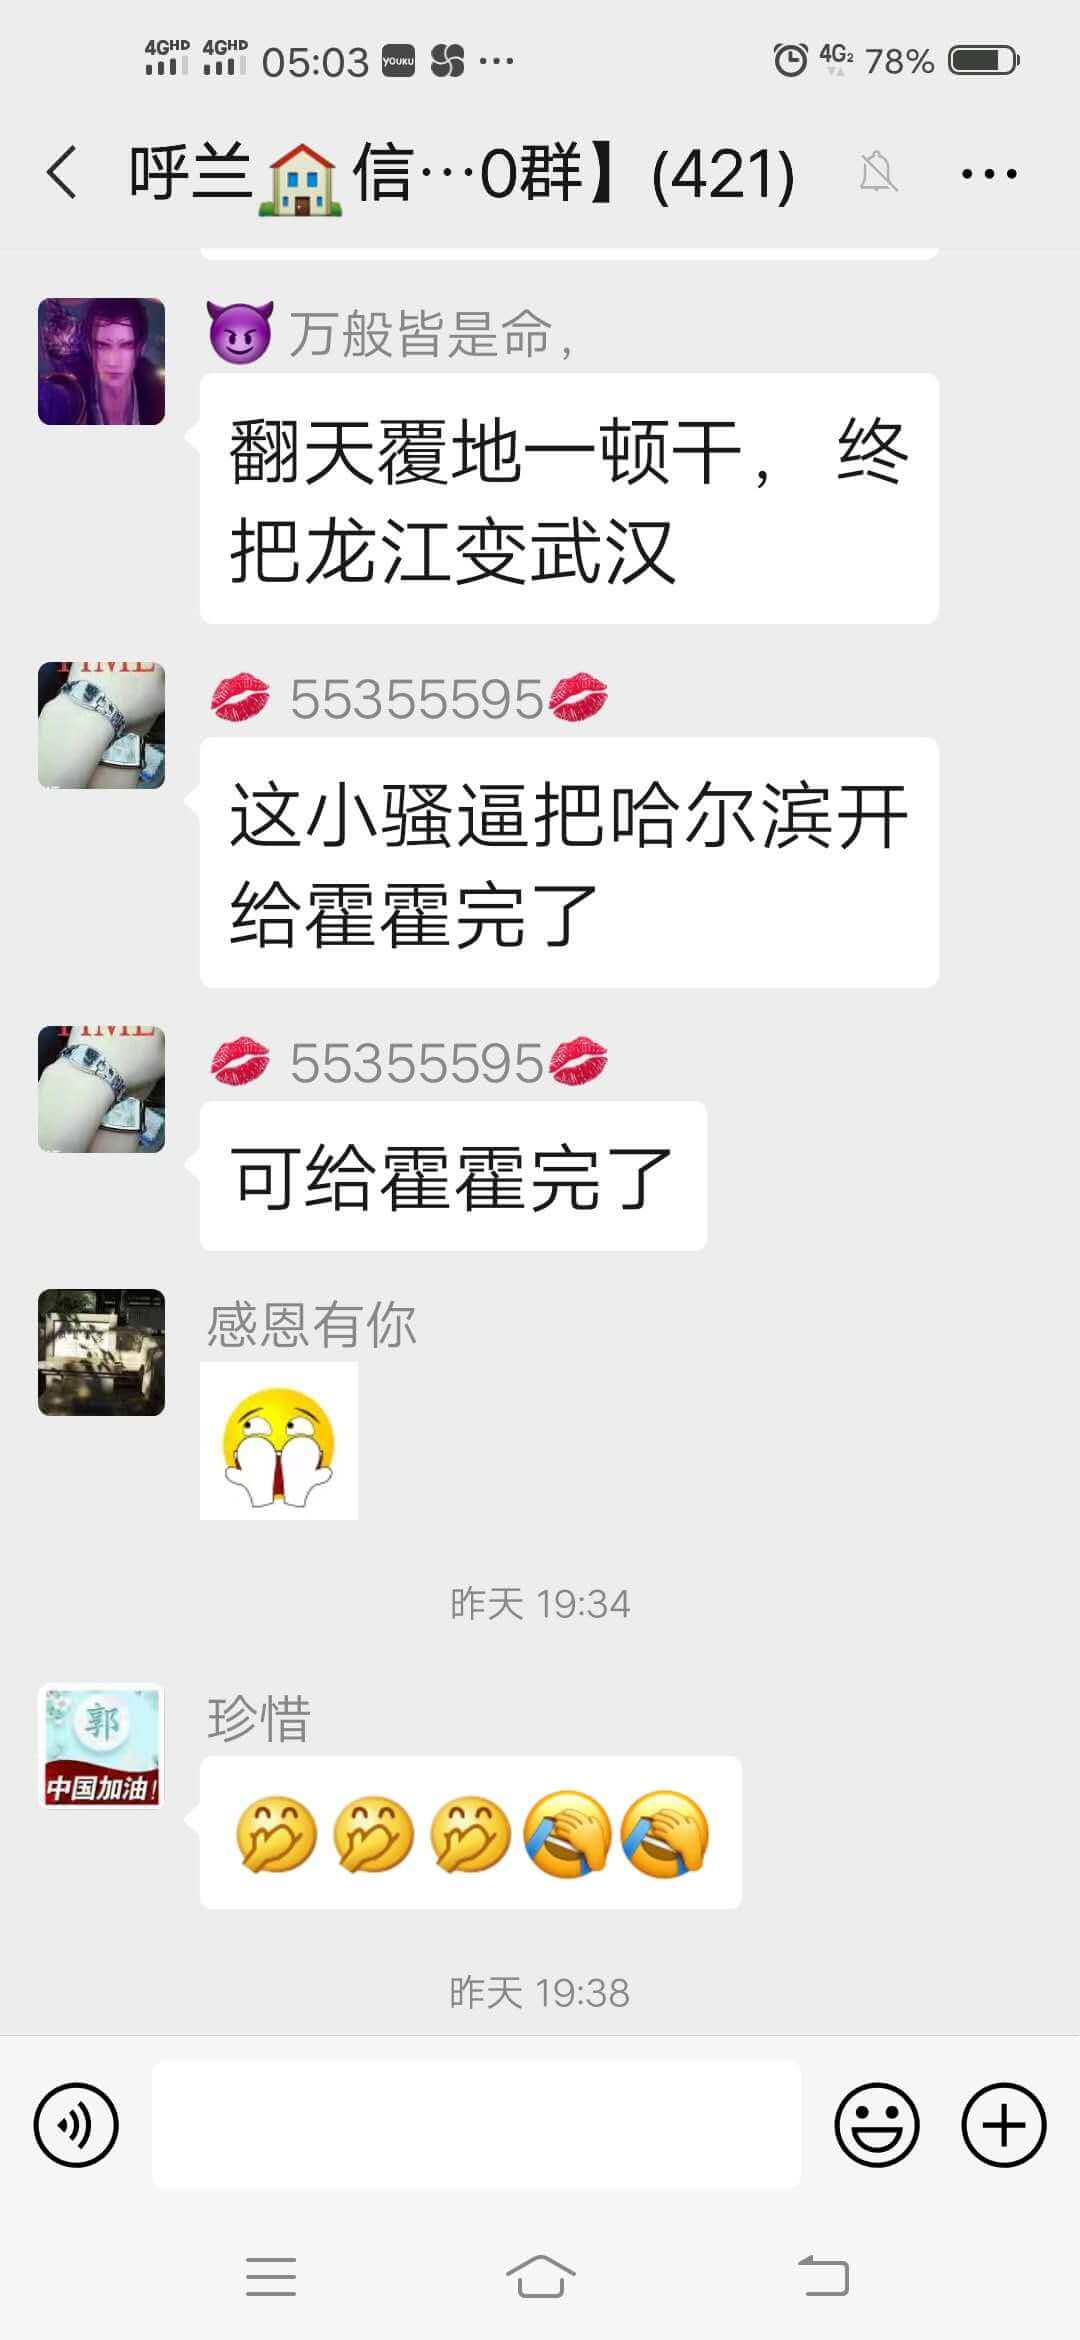 4GHD 4GHD 05:03 YOUKU ··· 4G2 78%
呼兰🏠信···0群】(421)
😈万般皆是命，
翻天覆地一顿干， 终
把龙江变武汉
💋 55355595💋
这小骚逼把哈尔滨开
给霍霍完了
💋 55355595💋
可给霍霍完了
感恩有你
昨天 19:34
郭
中国加油！
珍惜
🤭🤭🤭🤦🤦
昨天 19:38